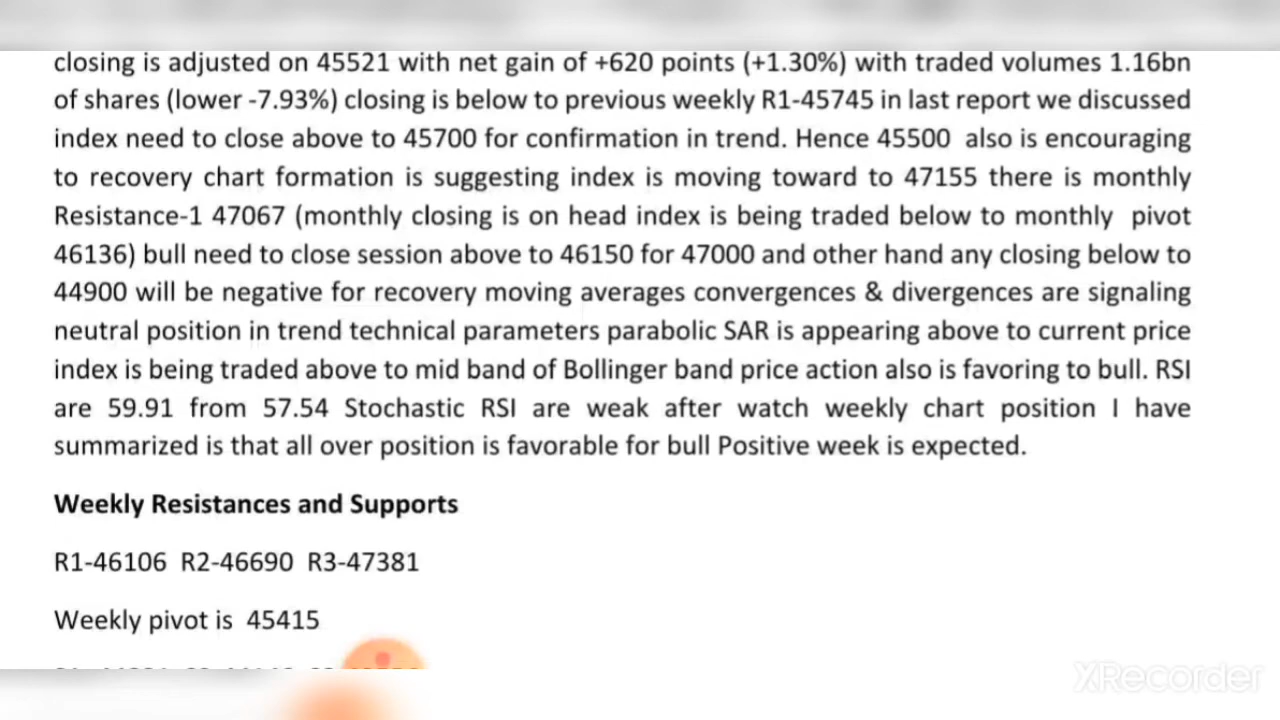 closing is adjusted on 45521 with net gain of +620 points (+1.30%) with traded volumes 1.16bn
of shares (lower -7.93%) closing is below to previous weekly R1-45745 in last report we discussed
index need to close above to 45700 for confirmation in trend. Hence 45500 also is encouraging
to recovery chart formation is suggesting index is moving toward to 47155 there is monthly
Resistance-1 47067 (monthly closing is on head index is being traded below to monthly pivot
46136) bull need to close session above to 46150 for 47000 and other hand any closing below to
44900 will be negative for recovery moving averages convergences & divergences are signaling
neutral position in trend technical parameters parabolic SAR is appearing above to current price
index is being traded above to mid band of Bollinger band price action also is favoring to bull. RSI
are 59.91 from 57.54 Stochastic RSI are weak after watch weekly chart position I have
summarized is that all over position is favorable for bull Positive week is expected.
Weekly Resistances and Supports
R1-46106 R2-46690 R3-47381
Weekly pivot is 45415
XRecorder